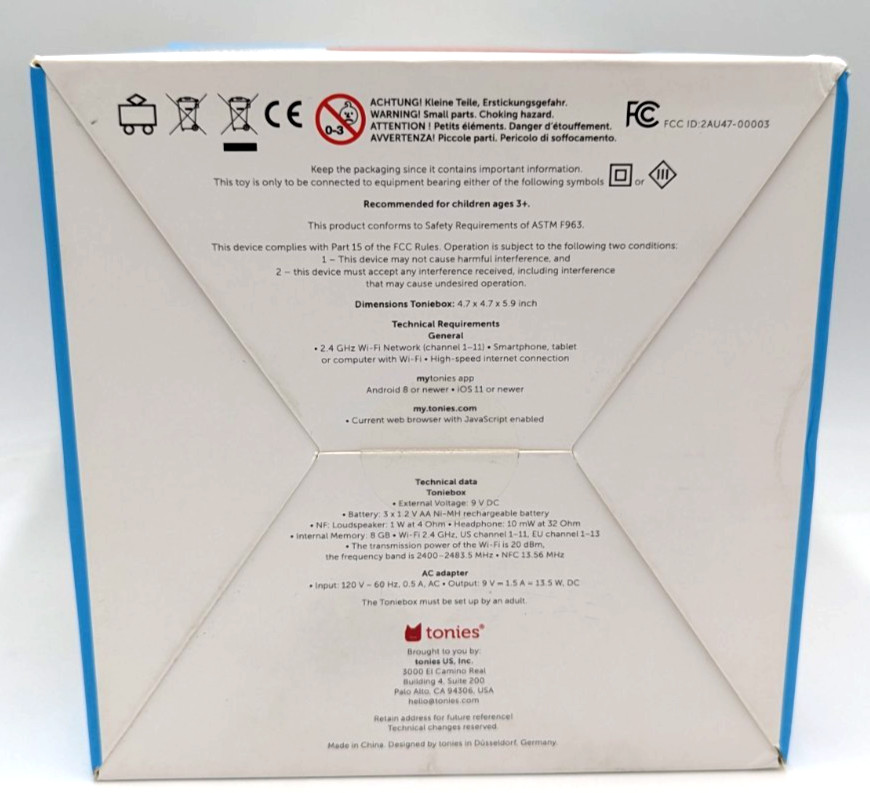 CE
0-3
ACHTUNG! Kleine Teile, Erstickungsgefahr.
WARNING! Small parts. Choking hazard.
ATTENTION ! Petits éléments. Danger d'étouffement.
AVVERTENZA! Piccole parti. Pericolo di soffocamento.
FC FCC ID:2AU47-00003
Keep the packaging since it contains important information.
This toy is only to be connected to equipment bearing either of the following symbols or III
Recommended for children ages 3+.
This product conforms to Safety Requirements of ASTM F963.
This device complies with Part 15 of the FCC Rules. Operation is subject to the following two conditions:
1 – This device may not cause harmful interference, and
2 – this device must accept any interference received, including interference
that may cause undesired operation.
Dimensions Toniebox: 4.7 x 4.7 x 5.9 inch
Technical Requirements
General
• 2.4 GHz Wi-Fi Network (channel 1–11) • Smartphone, tablet
or computer with Wi-Fi • High-speed internet connection
mytonies app
Android 8 or newer • iOS 11 or newer
my.tonies.com
• Current web browser with JavaScript enabled
Technical data
Toniebox
• External Voltage: 9 V DC
• Battery: 3 x 1.2 V AA Ni-MH rechargeable battery
• NF: Loudspeaker: 1 W at 4 Ohm • Headphone: 10 mW at 32 Ohm
• Internal Memory: 8 GB • Wi-Fi 2.4 GHz, US channel 1–11, EU channel 1–13
• The transmission power of the Wi-Fi is 20 dBm,
the frequency band is 2400–2483.5 MHz • NFC 13.56 MHz
AC adapter
• Input: 120 V ~ 60 Hz, 0.5 A, AC • Output: 9 V = 1.5 A = 13.5 W, DC
The Toniebox must be set up by an adult.
tonies®
Brought to you by:
tonies US, Inc.
3000 El Camino Real
Building 4, Suite 200
Palo Alto, CA 94306, USA
hello@tonies.com
Retain address for future reference!
Technical changes reserved.
Made in China. Designed by tonies in Düsseldorf, Germany.